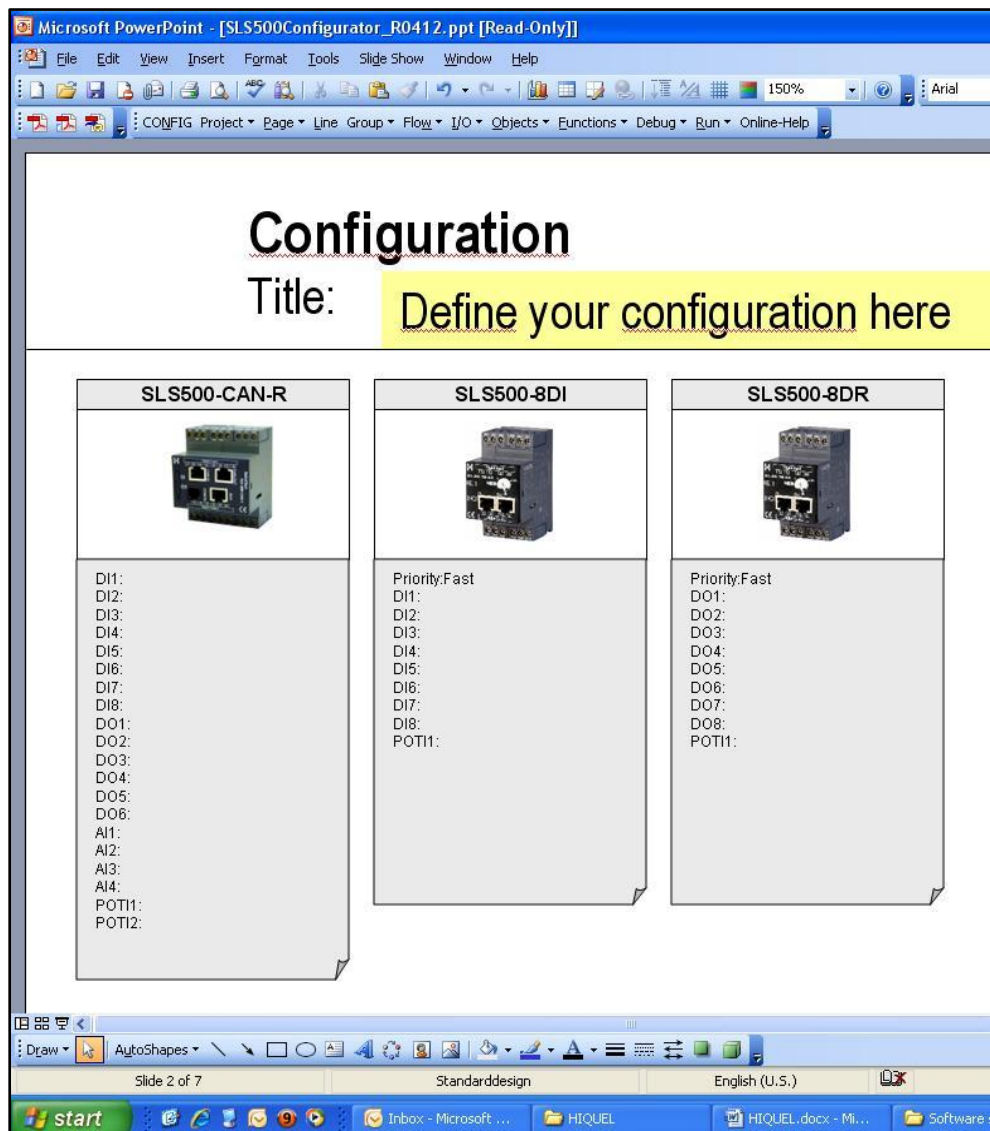 Microsoft PowerPoint - [SLS500Configurator_R0412.ppt [Read-Only]]
File Edit View Insert Format Tools Slide Show Window Help
150% Arial
CONFIG Project Page Line Group Flow I/O Objects Functions Debug Run Online-Help
Configuration
Title: Define your configuration here
SLS500-CAN-R
DI1:
DI2:
DI3:
DI4:
DI5:
DI6:
DI7:
DI8:
DO1:
DO2:
DO3:
DO4:
DO5:
DO6:
AI1:
AI2:
AI3:
AI4:
POTI1:
POTI2:
SLS500-8DI
Priority:Fast
DI1:
DI2:
DI3:
DI4:
DI5:
DI6:
DI7:
DI8:
POTI1:
SLS500-8DR
Priority:Fast
DO1:
DO2:
DO3:
DO4:
DO5:
DO6:
DO7:
DO8:
POTI1:
Draw AutoShapes
Slide 2 of 7 Standarddesign English (U.S.)
start Inbox - Microsoft ... HIQUEL HIQUEL.docx - Mi... Software